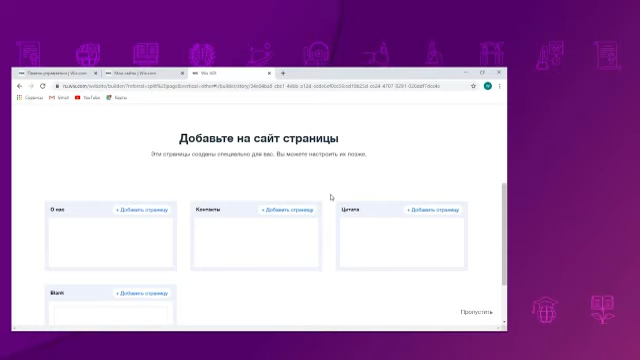 Панель управления | Wix.com
Мои сайты | Wix.com
Wix ADI
Сервисы
Gmail
YouTube
Карты
Добавьте на сайт страницы
Эти страницы созданы специально для вас. Вы можете настроить их позже.
О нас
+ Добавить страницу
Контакты
+ Добавить страницу
Цитата
+ Добавить страницу
Blank
+ Добавить страницу
Пропустить